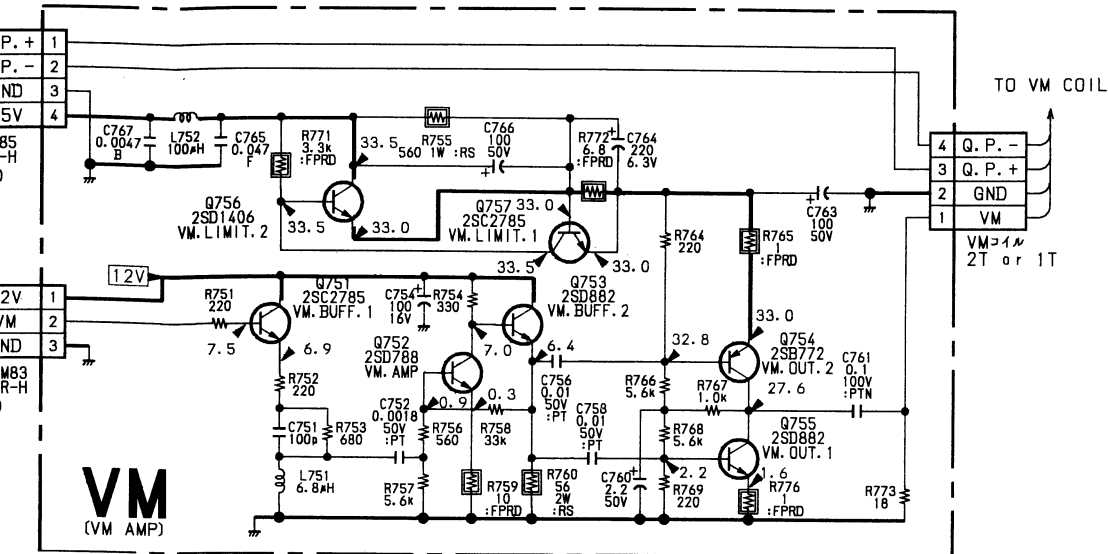 P. + 1
P. - 2
ND 3
5V 4
85
-H
C767
0.0047
B
L752
100μH
C765
0.047
F
R771
3.3k
:FPRD
33.5
R755
560 1W :RS
C766
100
50V
+
R772
6.8
:FPRD
+
C764
220
6.3V
TO VM COIL
4 Q. P. -
3 Q. P. +
2 GND
1 VM
VMコイル
2T or 1T
Q756
2SD1406
VM. LIMIT. 2
33.5
33.0
Q757
2SC2785
VM. LIMIT. 1
33.0
33.5
33.0
R764
220
R765
1
:FPRD
+
C763
100
50V
12V
2V 1
VM 2
ND 3
M83
R-H
R751
220
7.5
Q751
2SC2785
VM. BUFF. 1
6.9
C754
100
16V
+
R754
330
Q753
2SD882
VM. BUFF. 2
7.0
6.4
Q752
2SD788
VM. AMP
0.9
0.3
32.8
33.0
Q754
2SB772
VM. OUT. 2
27.6
C761
0.1
100V
:PTN
R752
220
C751
100p
R753
680
C752
0.0018
50V
:PT
R756
560
R758
33k
C756
0.01
50V
:PT
C758
0.01
50V
:PT
R766
5.6k
R767
1.0k
R768
5.6k
Q755
2SD882
VM. OUT. 1
2.2
1.6
L751
6.8μH
R757
5.6k
R759
10
:FPRD
R760
56
2W
:RS
C760
2.2
50V
+
R769
220
R776
1
:FPRD
R773
18
VM
(VM AMP)